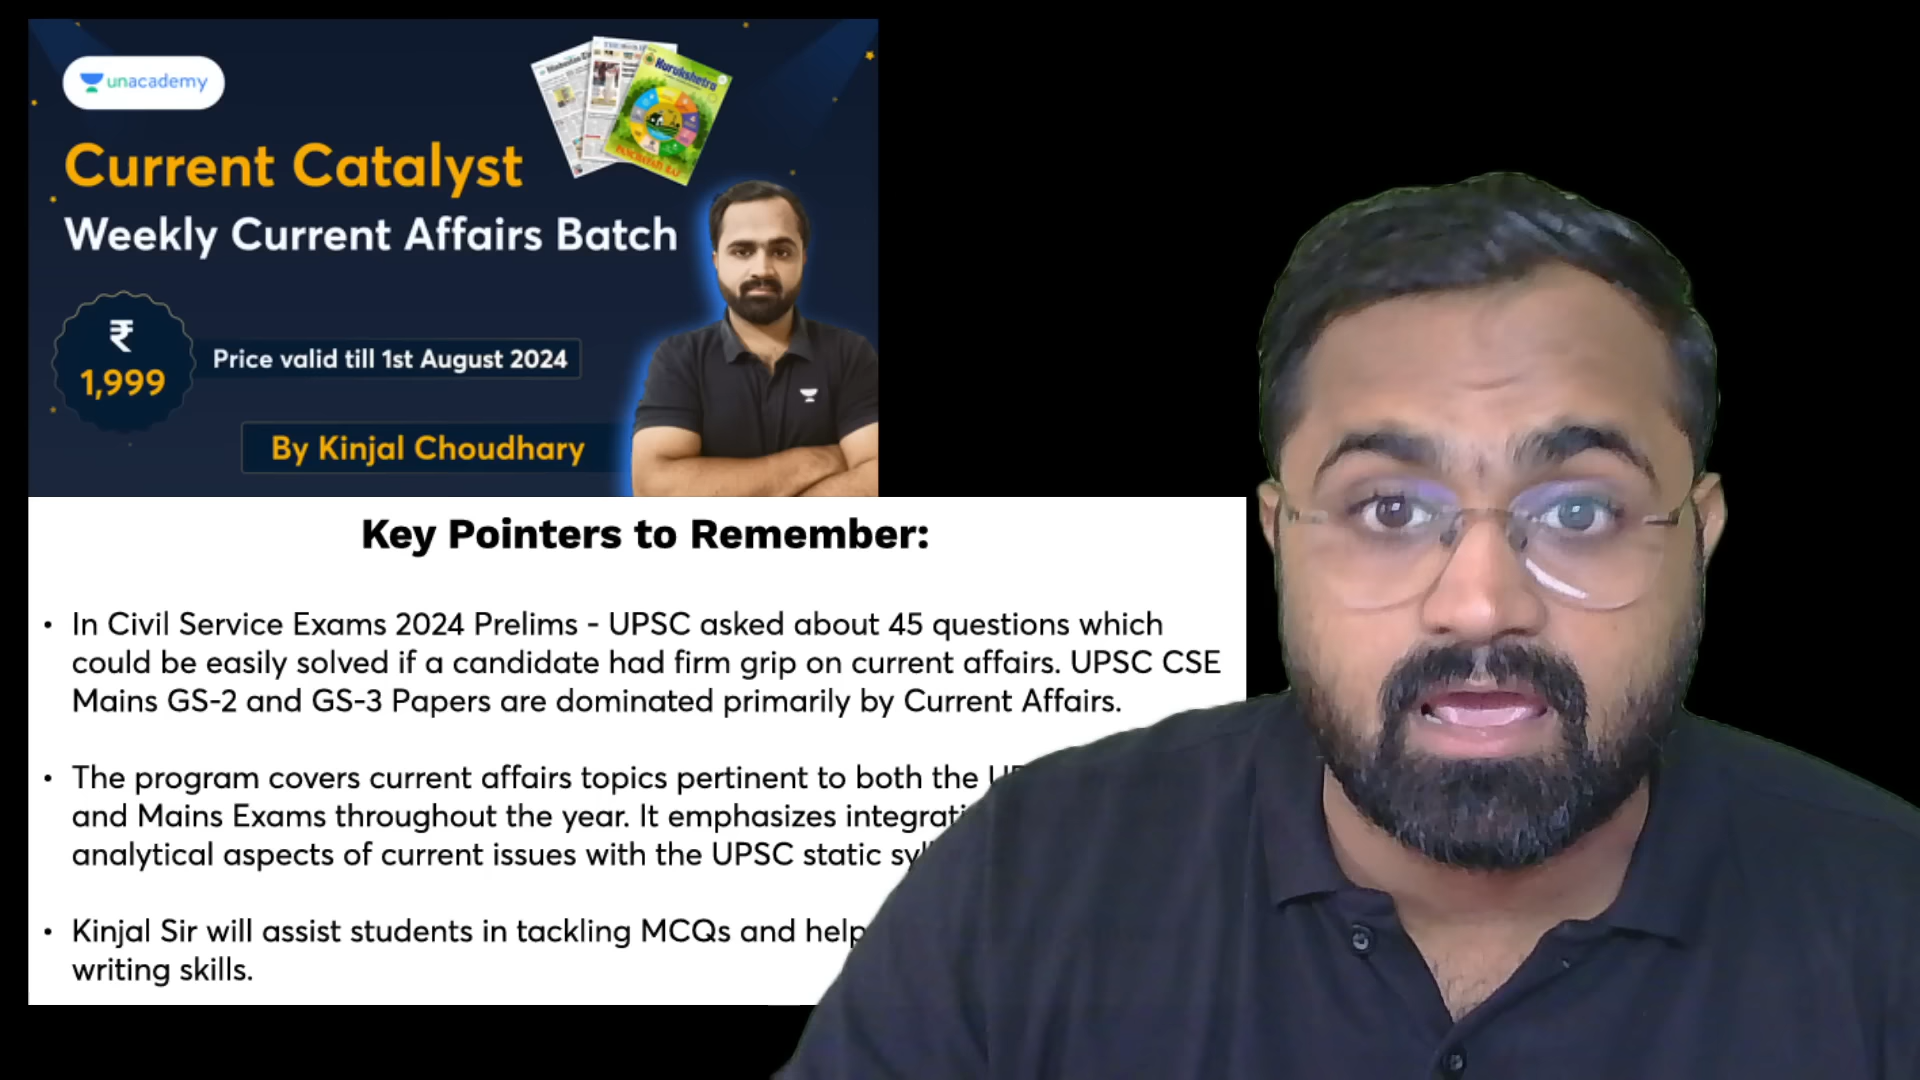 unacademy
Kurukshetra
PANCHAYATI RAJ
Current Catalyst
Weekly Current Affairs Batch
₹
1,999
Price valid till 1st August 2024
By Kinjal Choudhary
Key Pointers to Remember:
• In Civil Service Exams 2024 Prelims - UPSC asked about 45 questions which
could be easily solved if a candidate had firm grip on current affairs. UPSC CSE
Mains GS-2 and GS-3 Papers are dominated primarily by Current Affairs.
• The program covers current affairs topics pertinent to both the
and Mains Exams throughout the year. It emphasizes
analytical aspects of current issues with the UPSC static
• Kinjal Sir will assist students in tackling MCQs and help
writing skills.